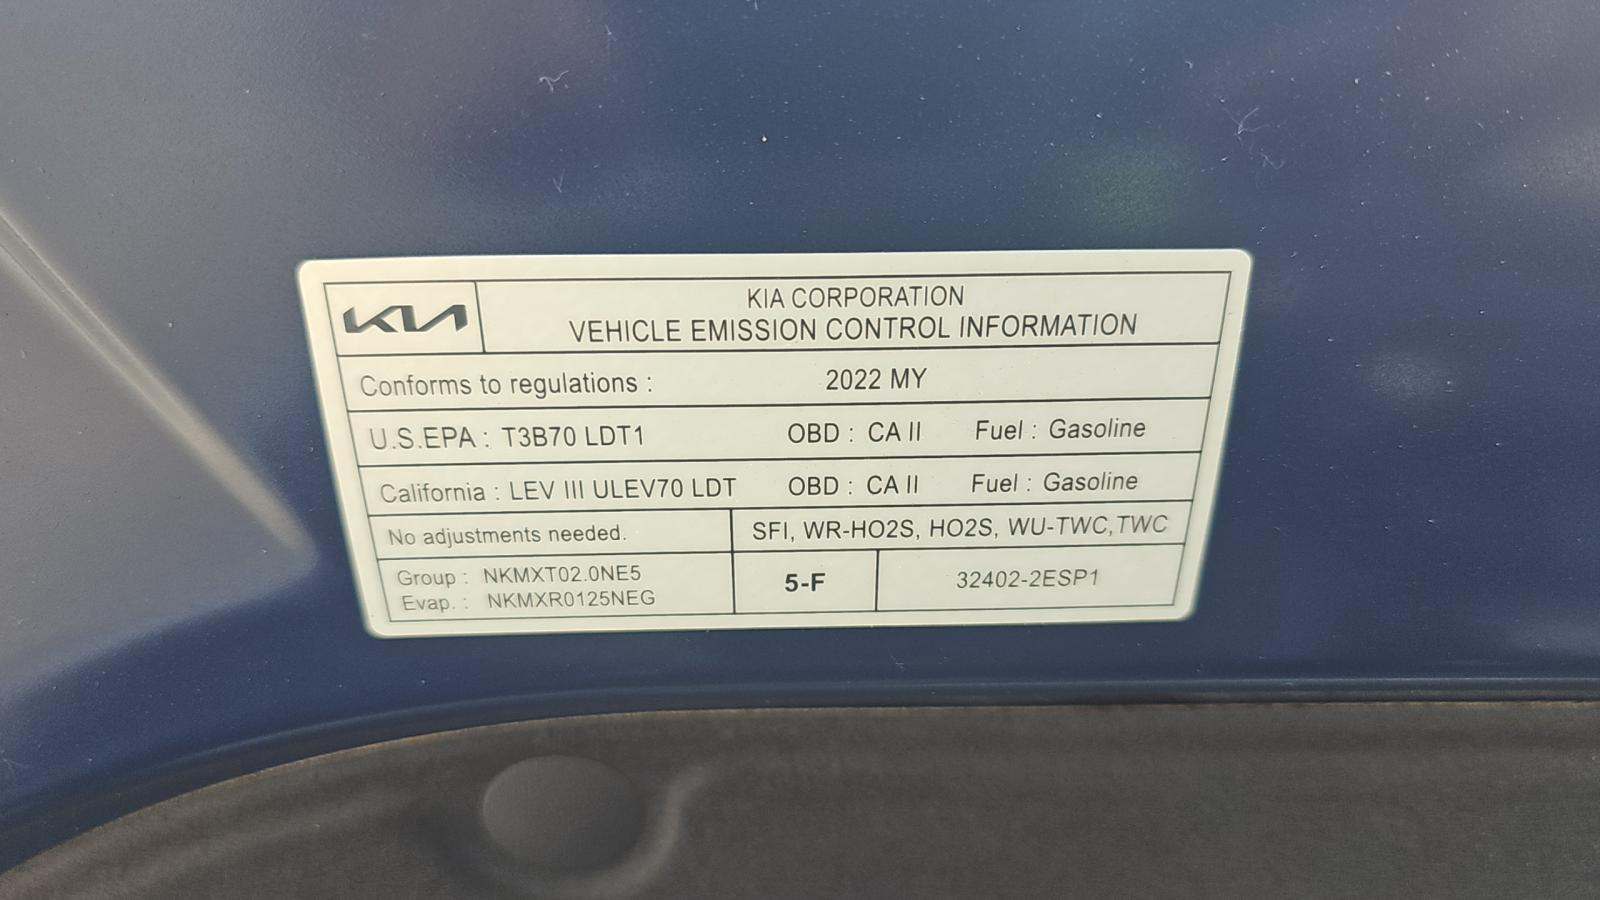 KIA
KIA CORPORATION
VEHICLE EMISSION CONTROL INFORMATION
Conforms to regulations : 2022 MY
U.S.EPA : T3B70 LDT1 OBD : CA II Fuel : Gasoline
California : LEV III ULEV70 LDT OBD : CA II Fuel : Gasoline
No adjustments needed. SFI, WR-HO2S, HO2S, WU-TWC,TWC
Group : NKMXT02.0NE5
Evap. : NKMXR0125NEG
5-F
32402-2ESP1